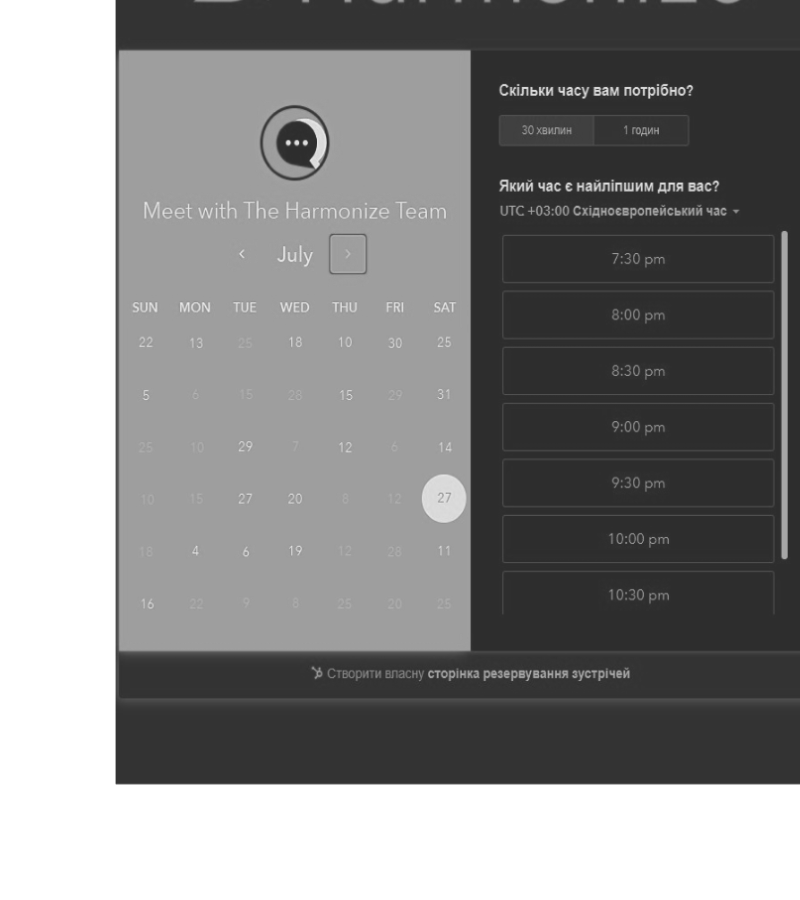 Meet with The Harmonize Team
July
SUN MON TUE WED THU FRI SAT
22 13 25 18 10 30 25
5 6 15 28 15 29 31
25 10 29 7 12 6 14
10 15 27 20 8 12 27
18 4 6 19 12 28 11
16 22 9 8 25 20 25
Скільки часу вам потрібно?
30 хвилин 1 годин
Який час є найліпшим для вас?
UTC +03:00 Східноєвропейський час
7:30 pm
8:00 pm
8:30 pm
9:00 pm
9:30 pm
10:00 pm
10:30 pm
Створити власну сторінка резервування зустрічей